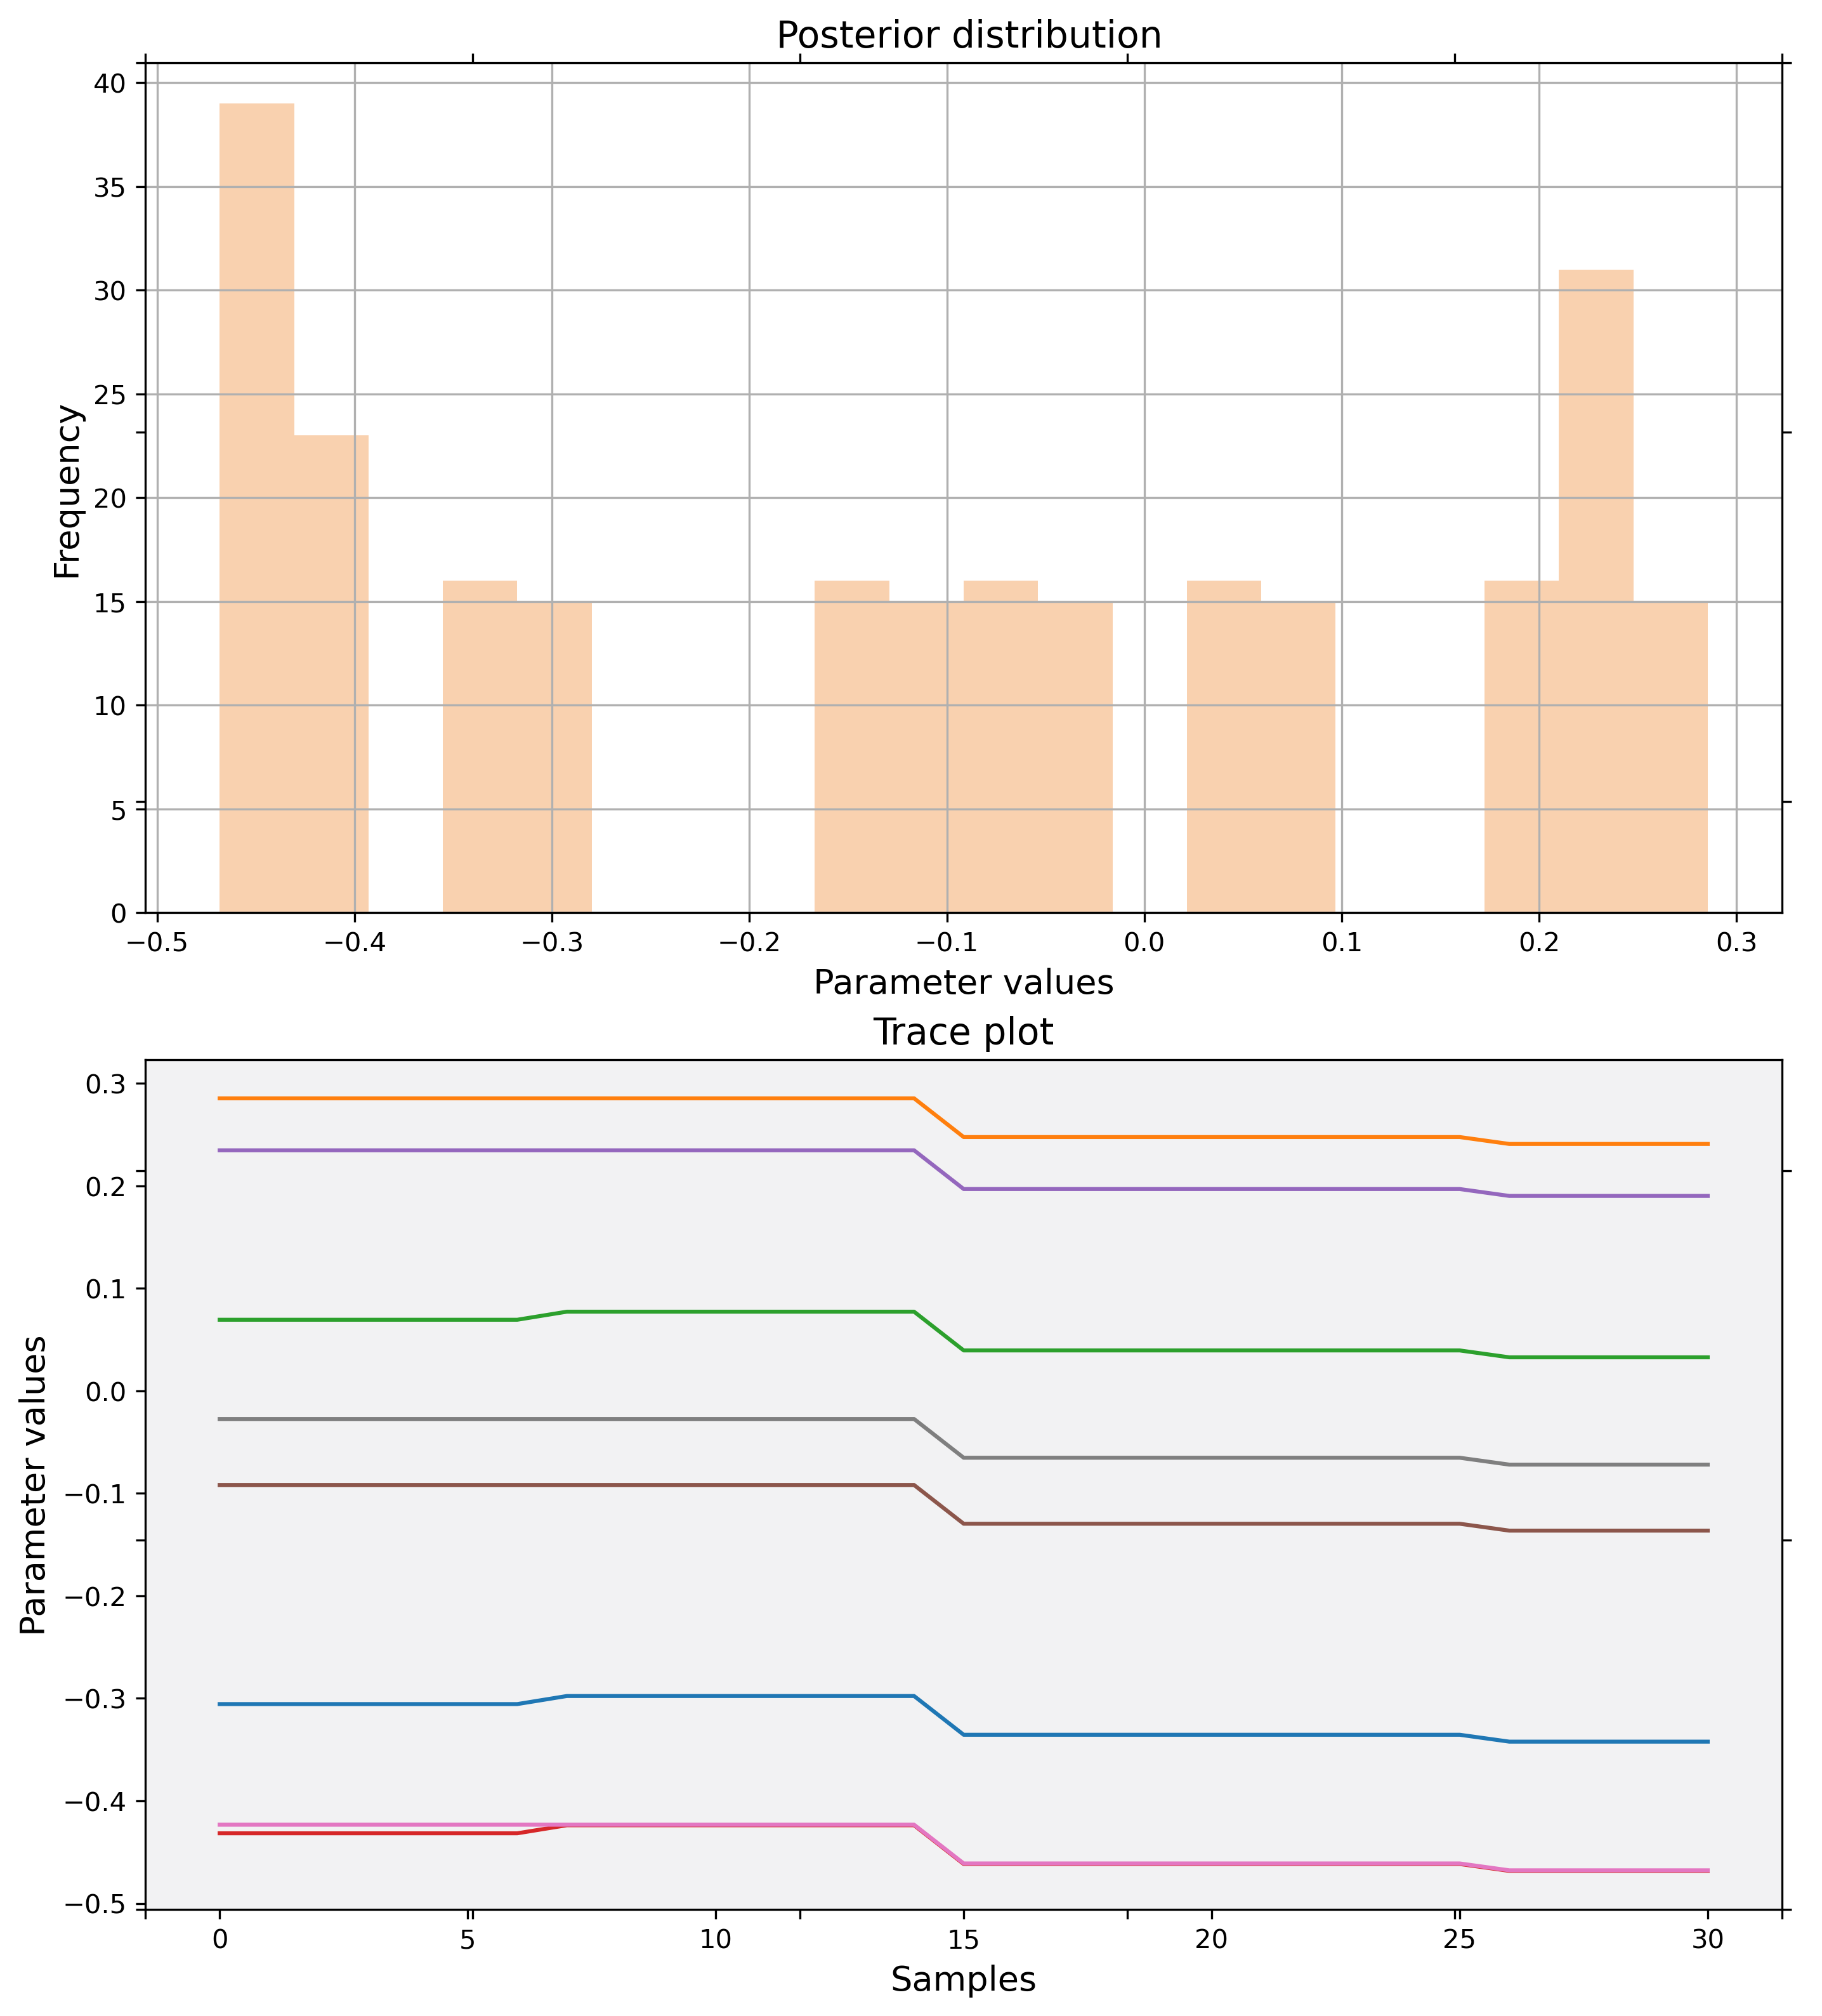 Posterior distribution
40
35
30
25
20
15
10
5
0
Frequency
−0.5 −0.4 −0.3 −0.2 −0.1 0.0 0.1 0.2 0.3
Parameter values
Trace plot
0.3
0.2
0.1
0.0
−0.1
−0.2
−0.3
−0.4
−0.5
Parameter values
0 5 10 15 20 25 30
Samples